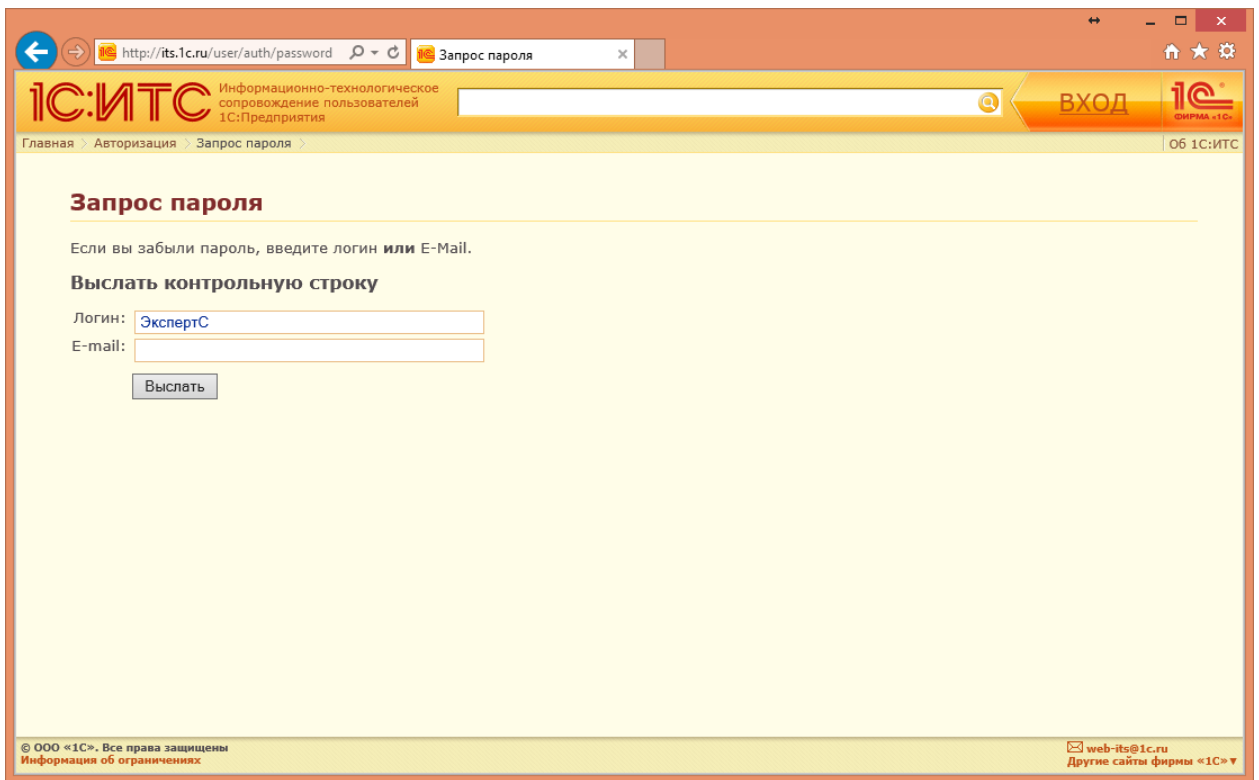 http://its.1c.ru/user/auth/password
Запрос пароля
1С:ИТС
Информационно-технологическое
сопровождение пользователей
1С:Предприятия
ВХОД
1С
ФИРМА «1С»
Главная > Авторизация > Запрос пароля >
Об 1С:ИТС
Запрос пароля
Если вы забыли пароль, введите логин или E-Mail.
Выслать контрольную строку
Логин: ЭкспертС
E-mail:
Выслать
© ООО «1С». Все права защищены
Информация об ограничениях
web-its@1c.ru
Другие сайты фирмы «1С»▼